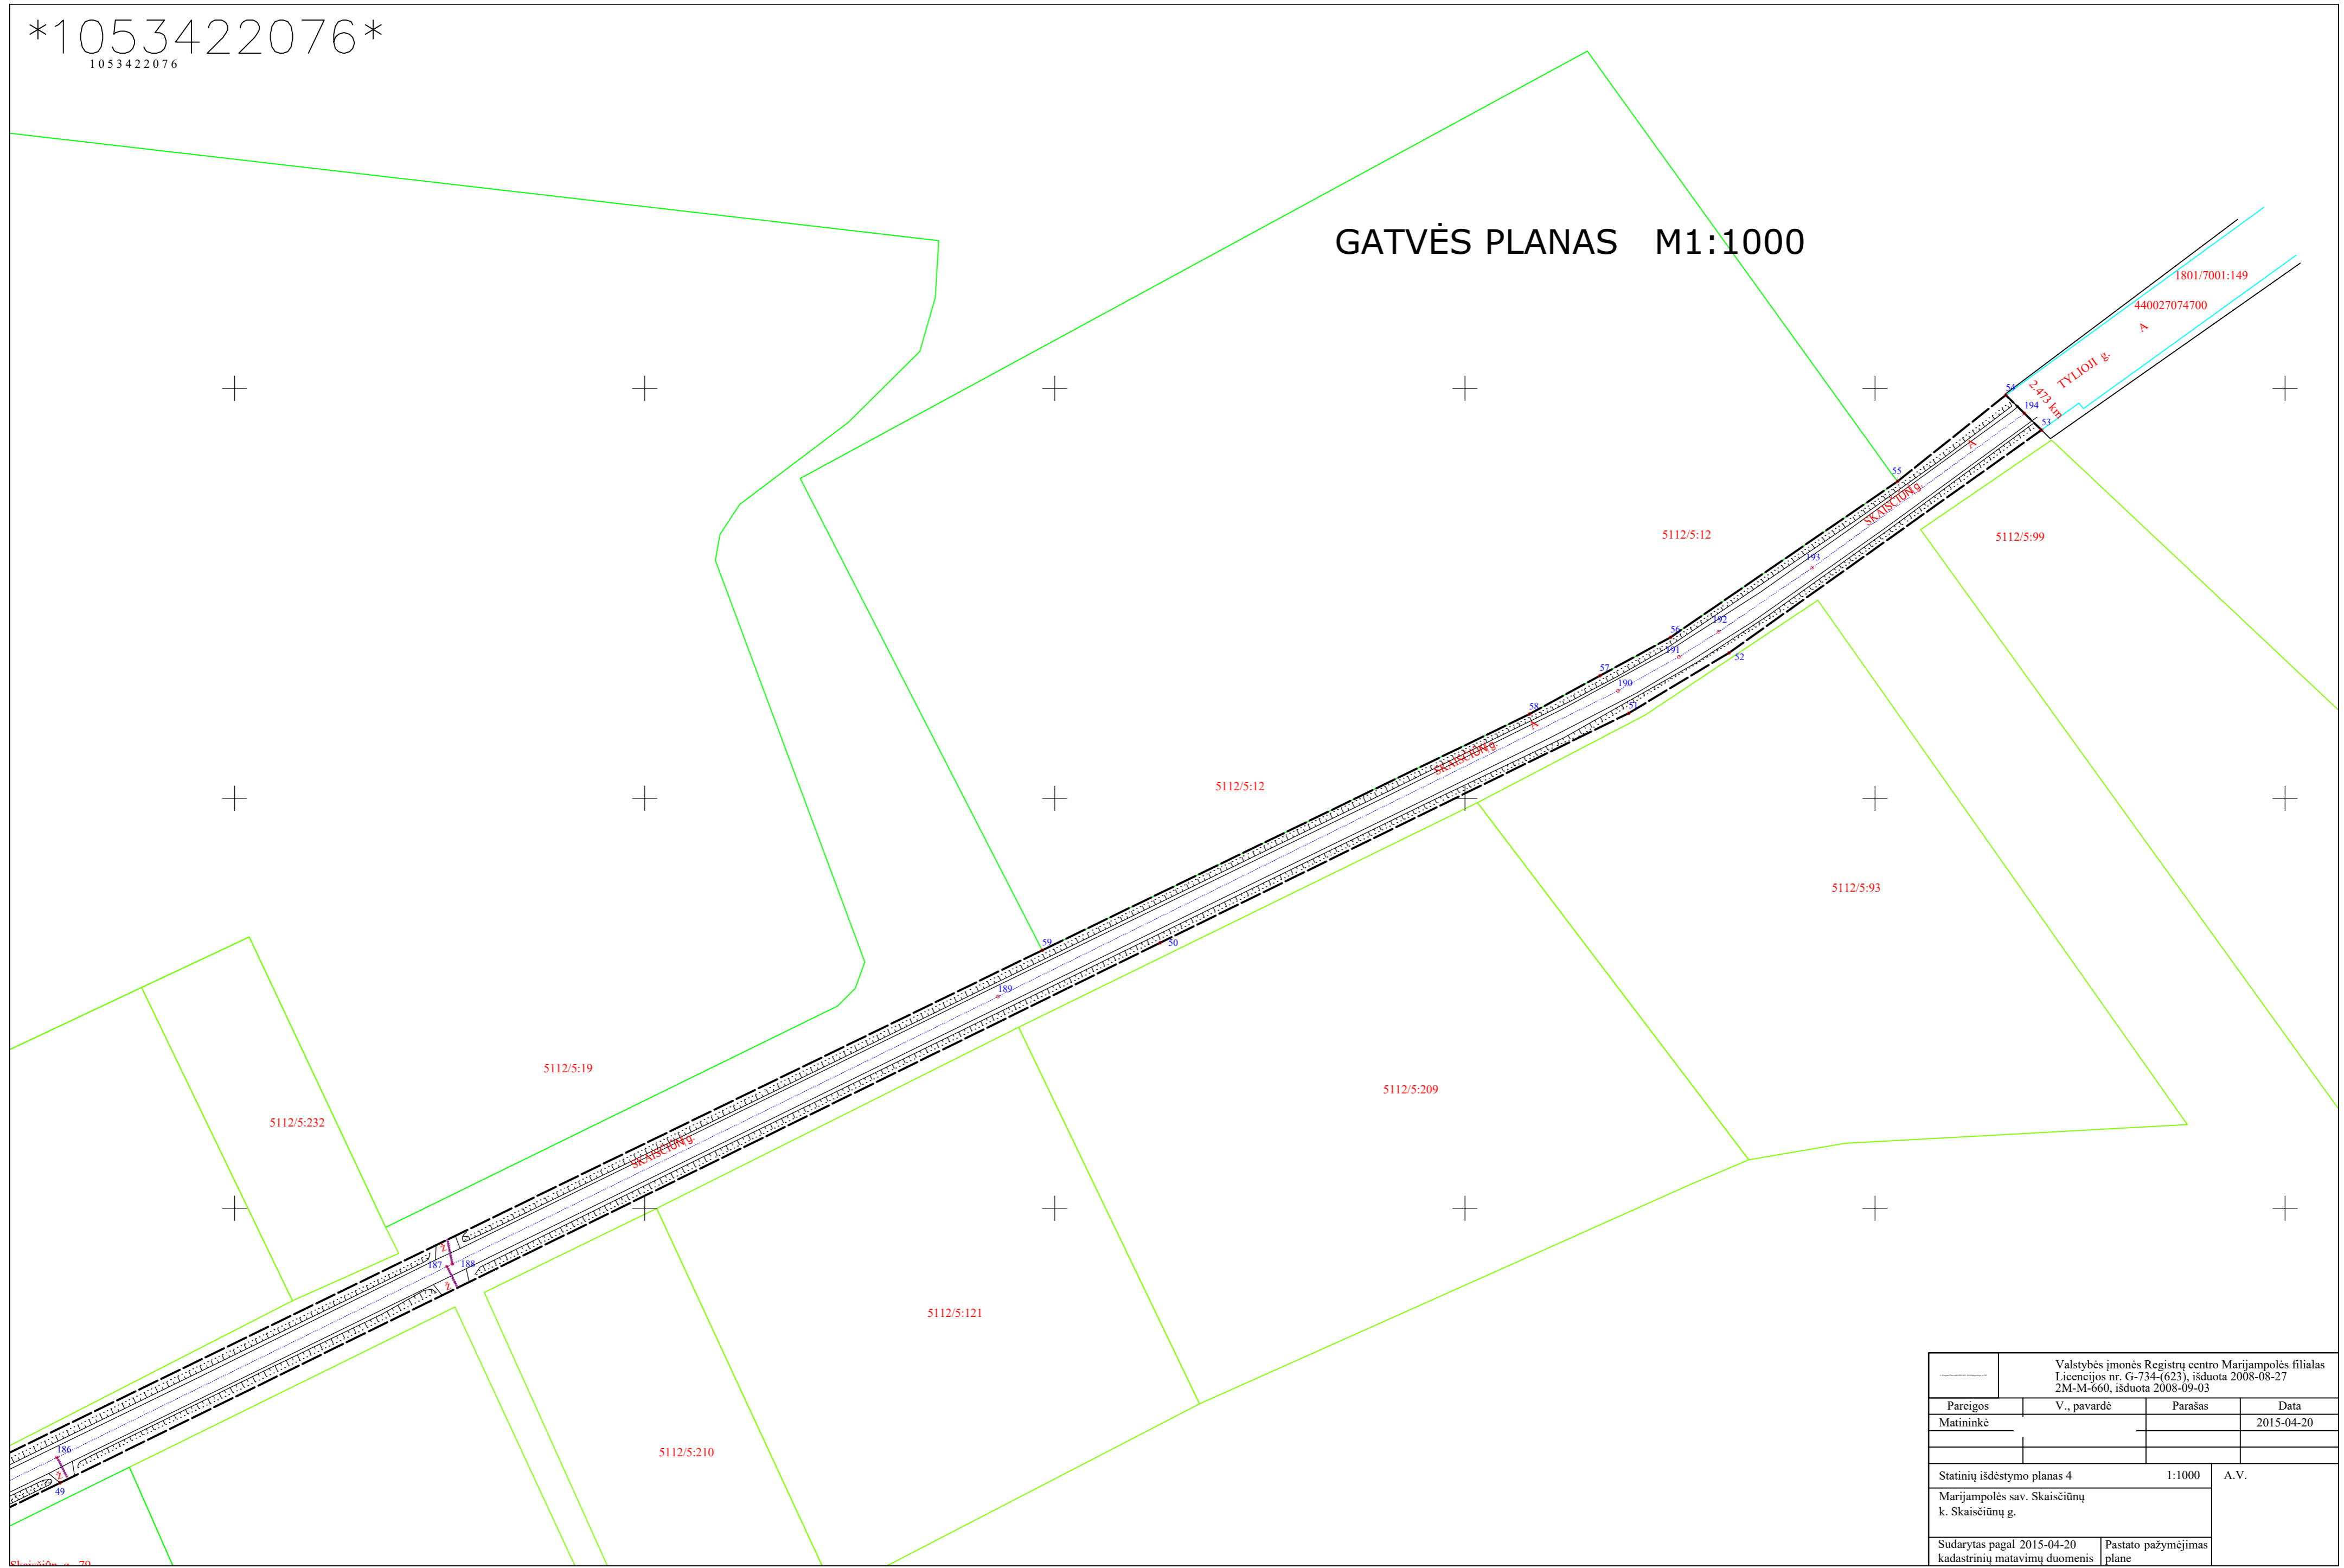 *1053422076*
1053422076
GATVĖS PLANAS M1:1000
1801/7001:149
440027074700
A
TYLIOJI g.
2.473 km
54
194
53
A
55
SKAISČIŪN g.
5112/5:12
5112/5:99
193
56
192
191
52
57
190
58
51
A
SKAISČIŪN g.
5112/5:12
5112/5:93
59
50
189
5112/5:19
5112/5:209
5112/5:232
SKAISČIŪN g.
Ž
187
188
Ž
5112/5:121
5112/5:210
186
Ž
49
Skaisčiūn g. 79
Valstybės įmonės Registrų centro Marijampolės filialas
Licencijos nr. G-734-(623), išduota 2008-08-27
2M-M-660, išduota 2008-09-03
Pareigos V., pavardė Parašas Data
Matininkė 2015-04-20
Statinių išdėstymo planas 4 1:1000 A.V.
Marijampolės sav. Skaisčiūnų
k. Skaisčiūnų g.
Sudarytas pagal 2015-04-20
kadastrinių matavimų duomenis
Pastato pažymėjimas
plane